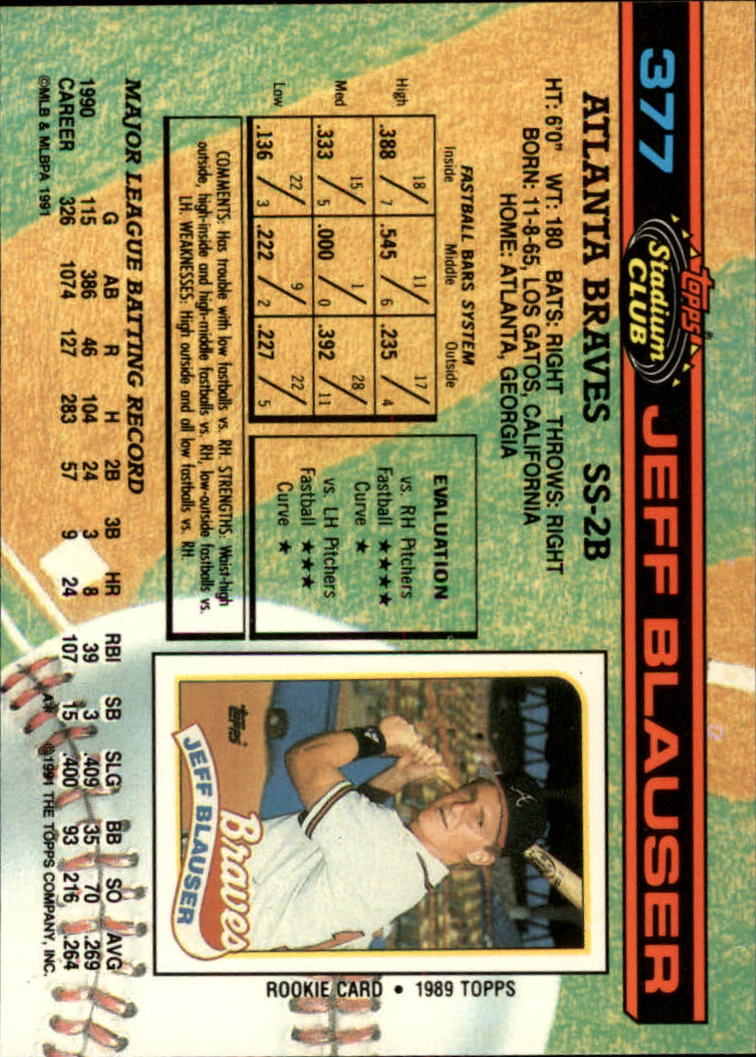 377 Topps® Stadium CLUB JEFF BLAUSER
ATLANTA BRAVES SS-2B
HT: 6'0" WT: 180 BATS: RIGHT THROWS: RIGHT
BORN: 11-8-65, LOS GATOS, CALIFORNIA
HOME: ATLANTA, GEORGIA
FASTBALL BARS SYSTEM
Inside Middle Outside
High .388 18/7 .545 11/6 .235 17/4
Med .333 15/5 .000 1/0 .392 28/11
Low .136 22/3 .222 9/2 .227 22/5
EVALUATION
vs. RH Pitchers
Fastball ★★★★
Curve ★
vs. LH Pitchers
Fastball ★★★
Curve ★
COMMENTS: Has trouble with low fastballs vs. RH. STRENGTHS: Waist-high
outside, high-inside and high-middle fastballs vs. RH, low-outside fastballs vs.
LH. WEAKNESSES: High outside and all low fastballs vs. RH.
Topps
Braves
JEFF BLAUSER
ROOKIE CARD • 1989 TOPPS
MAJOR LEAGUE BATTING RECORD
G AB R H 2B 3B HR RBI SB SLG BB SO AVG
1990 115 386 46 104 24 3 8 39 3 .409 35 70 .269
CAREER 326 1074 127 283 57 9 24 107 15 .400 93 216 .264
©MLB & MLBPA 1991 A* ©1991 THE TOPPS COMPANY, INC.